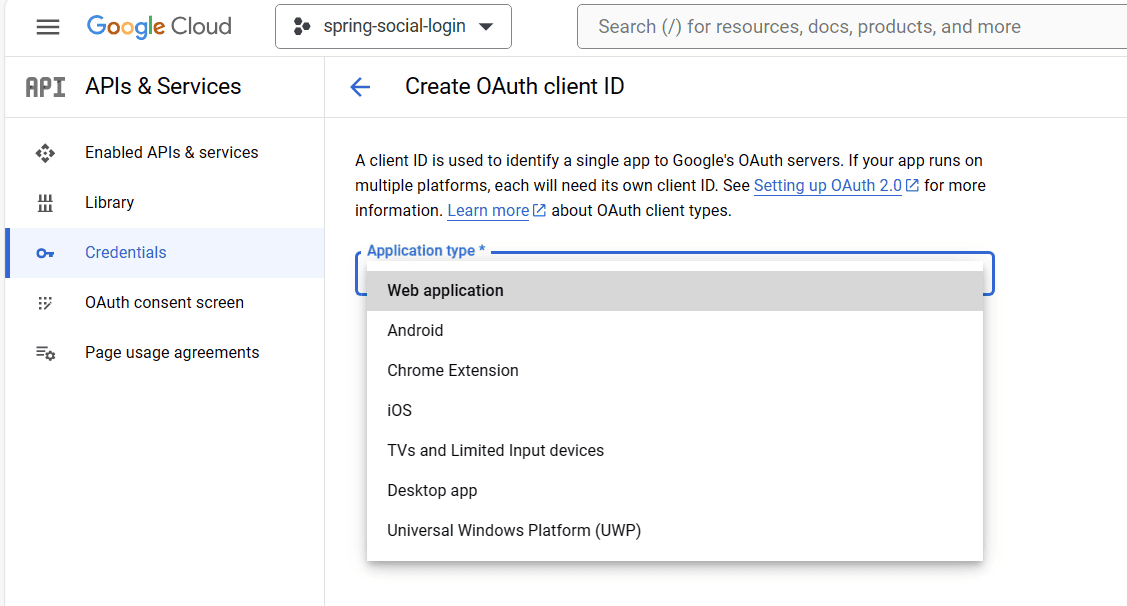 Google Cloud
spring-social-login
Search (/) for resources, docs, products, and more
API
APIs & Services
Create OAuth client ID
Enabled APIs & services
Library
Credentials
OAuth consent screen
Page usage agreements
A client ID is used to identify a single app to Google's OAuth servers. If your app runs on
multiple platforms, each will need its own client ID. See Setting up OAuth 2.0 for more
information. Learn more about OAuth client types.
Application type *
Web application
Android
Chrome Extension
iOS
TVs and Limited Input devices
Desktop app
Universal Windows Platform (UWP)